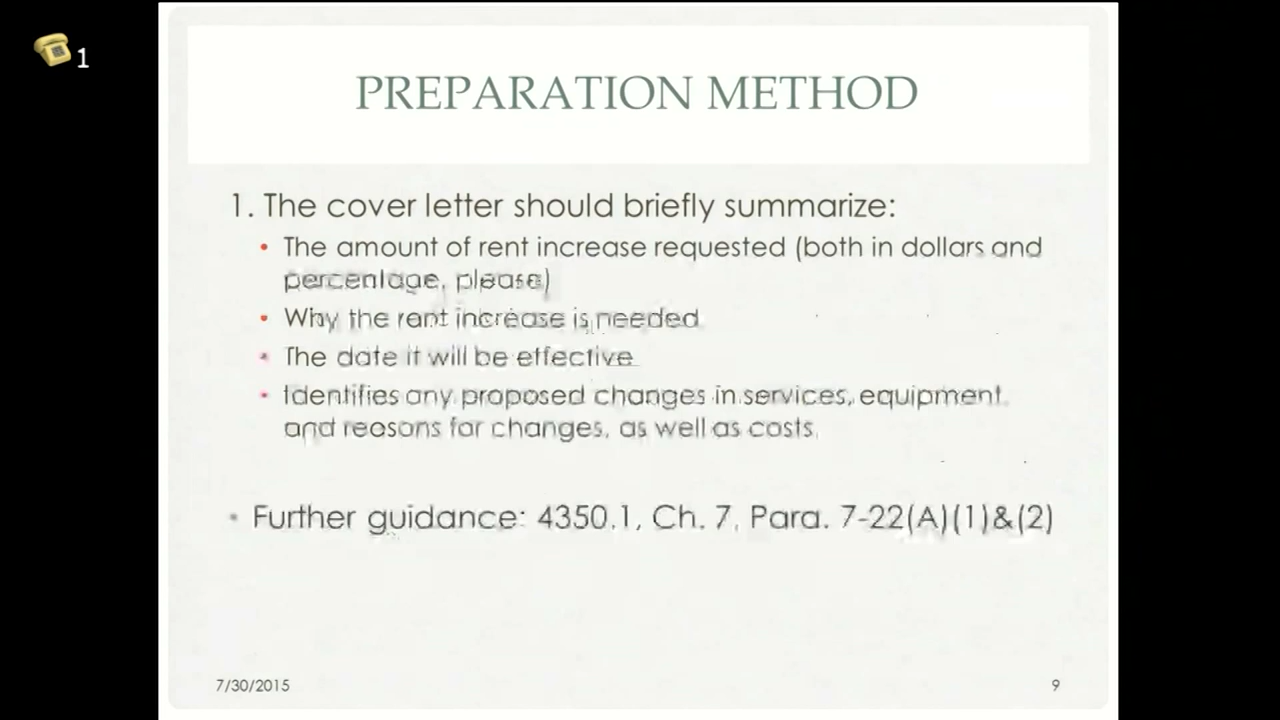 1
PREPARATION METHOD
1. The cover letter should briefly summarize:
• The amount of rent increase requested (both in dollars and
percentage, please)
• Why the rent increase is needed
• The date it will be effective
• Identifies any proposed changes in services, equipment
and reasons for changes, as well as costs.
• Further guidance: 4350.1, Ch. 7, Para. 7-22(A)(1)&(2)
7/30/2015
9